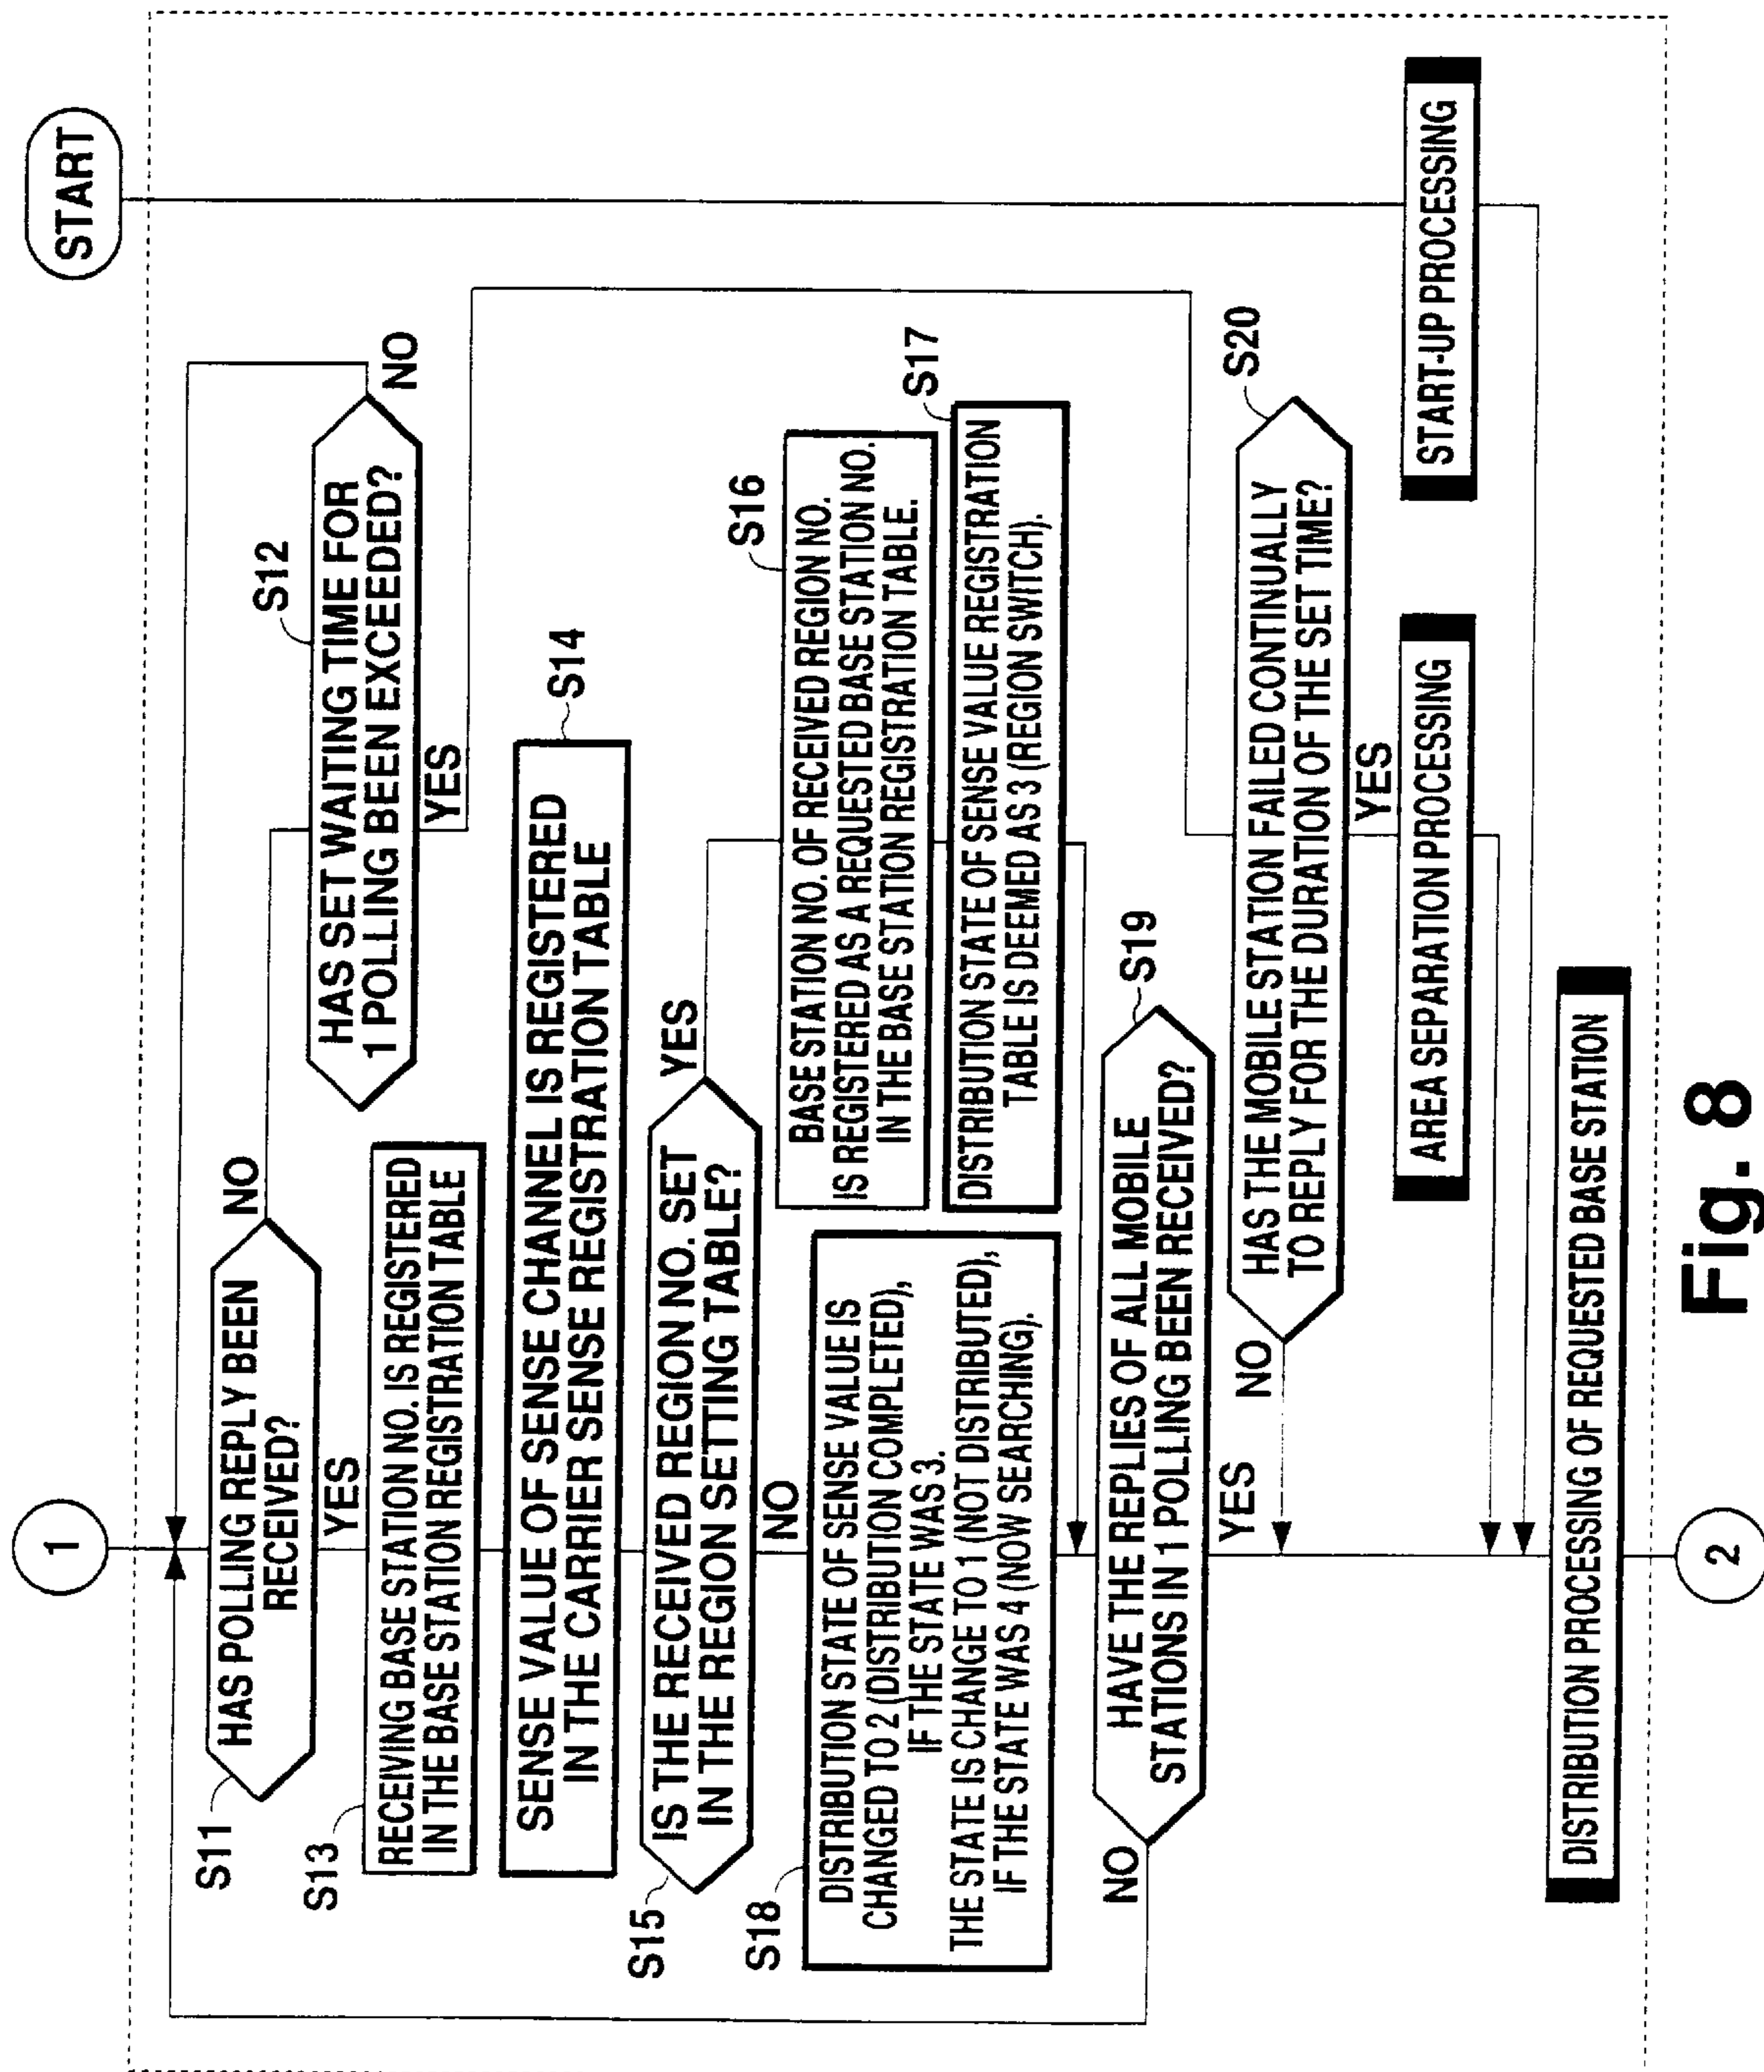 START
1
S11
HAS POLLING REPLY BEEN
RECEIVED?
NO
YES
S12
HAS SET WAITING TIME FOR
1 POLLING BEEN EXCEEDED?
NO
YES
S13
RECEIVING BASE STATION NO. IS REGISTERED
IN THE BASE STATION REGISTRATION TABLE
S14
SENSE VALUE OF SENSE CHANNEL IS REGISTERED
IN THE CARRIER SENSE REGISTRATION TABLE
S15
IS THE RECEIVED REGION NO. SET
IN THE REGION SETTING TABLE?
YES
NO
S16
BASE STATION NO. OF RECEIVED REGION NO.
IS REGISTERED AS A REQUESTED BASE STATION NO.
IN THE BASE STATION REGISTRATION TABLE.
S17
DISTRIBUTION STATE OF SENSE VALUE REGISTRATION
TABLE IS DEEMED AS 3 (REGION SWITCH).
S18
DISTRIBUTION STATE OF SENSE VALUE IS
CHANGED TO 2 (DISTRIBUTION COMPLETED),
IF THE STATE WAS 3.
THE STATE IS CHANGE TO 1 (NOT DISTRIBUTED),
IF THE STATE WAS 4 (NOW SEARCHING).
S19
HAVE THE REPLIES OF ALL MOBILE
STATIONS IN 1 POLLING BEEN RECEIVED?
NO
YES
S20
HAS THE MOBILE STATION FAILED CONTINUALLY
TO REPLY FOR THE DURATION OF THE SET TIME?
NO
YES
AREA SEPARATION PROCESSING
START-UP PROCESSING
DISTRIBUTION PROCESSING OF REQUESTED BASE STATION
2
Fig. 8